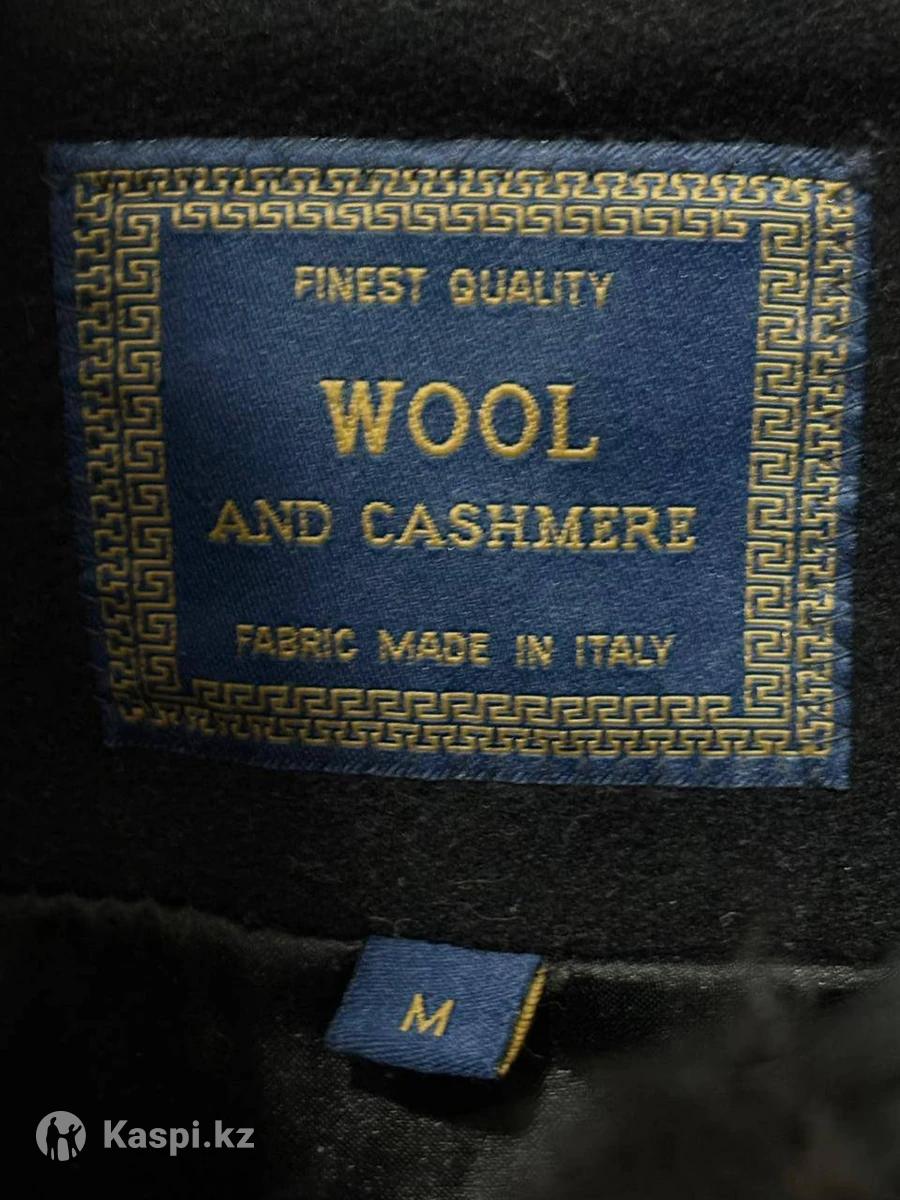 FINEST QUALITY
WOOL
AND CASHMERE
FABRIC MADE IN ITALY
M
Kaspi.kz